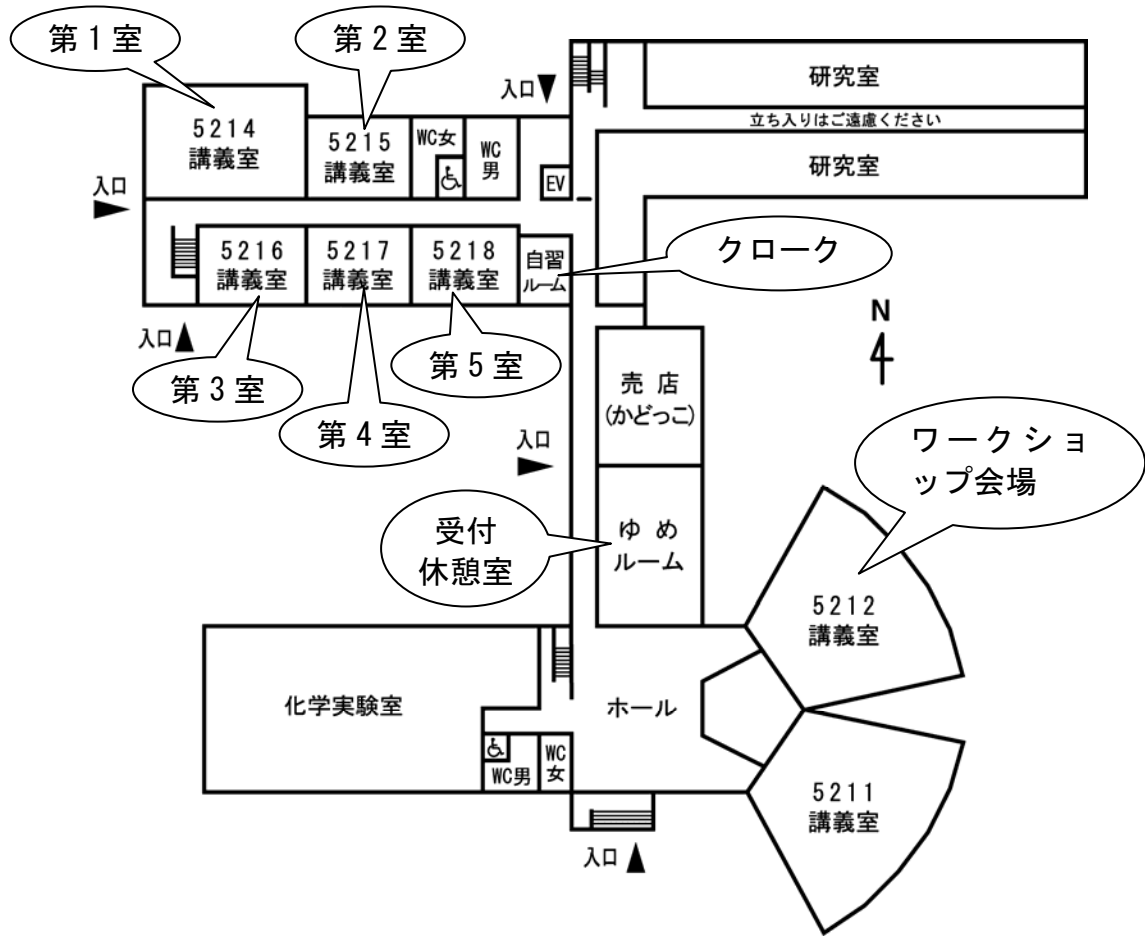 第1室
第2室
入口
研究室
立ち入りはご遠慮ください
研究室
5214
講義室
5215
講義室
WC女
WC
男
EV
入口
5216
講義室
5217
講義室
5218
講義室
自習
ルーム
クローク
入口
第3室
第4室
第5室
N
売店
(かどっこ)
入口
ワークショ
ップ会場
受付
休憩室
ゆめ
ルーム
5212
講義室
化学実験室
ホール
WC男
WC
女
5211
講義室
入口